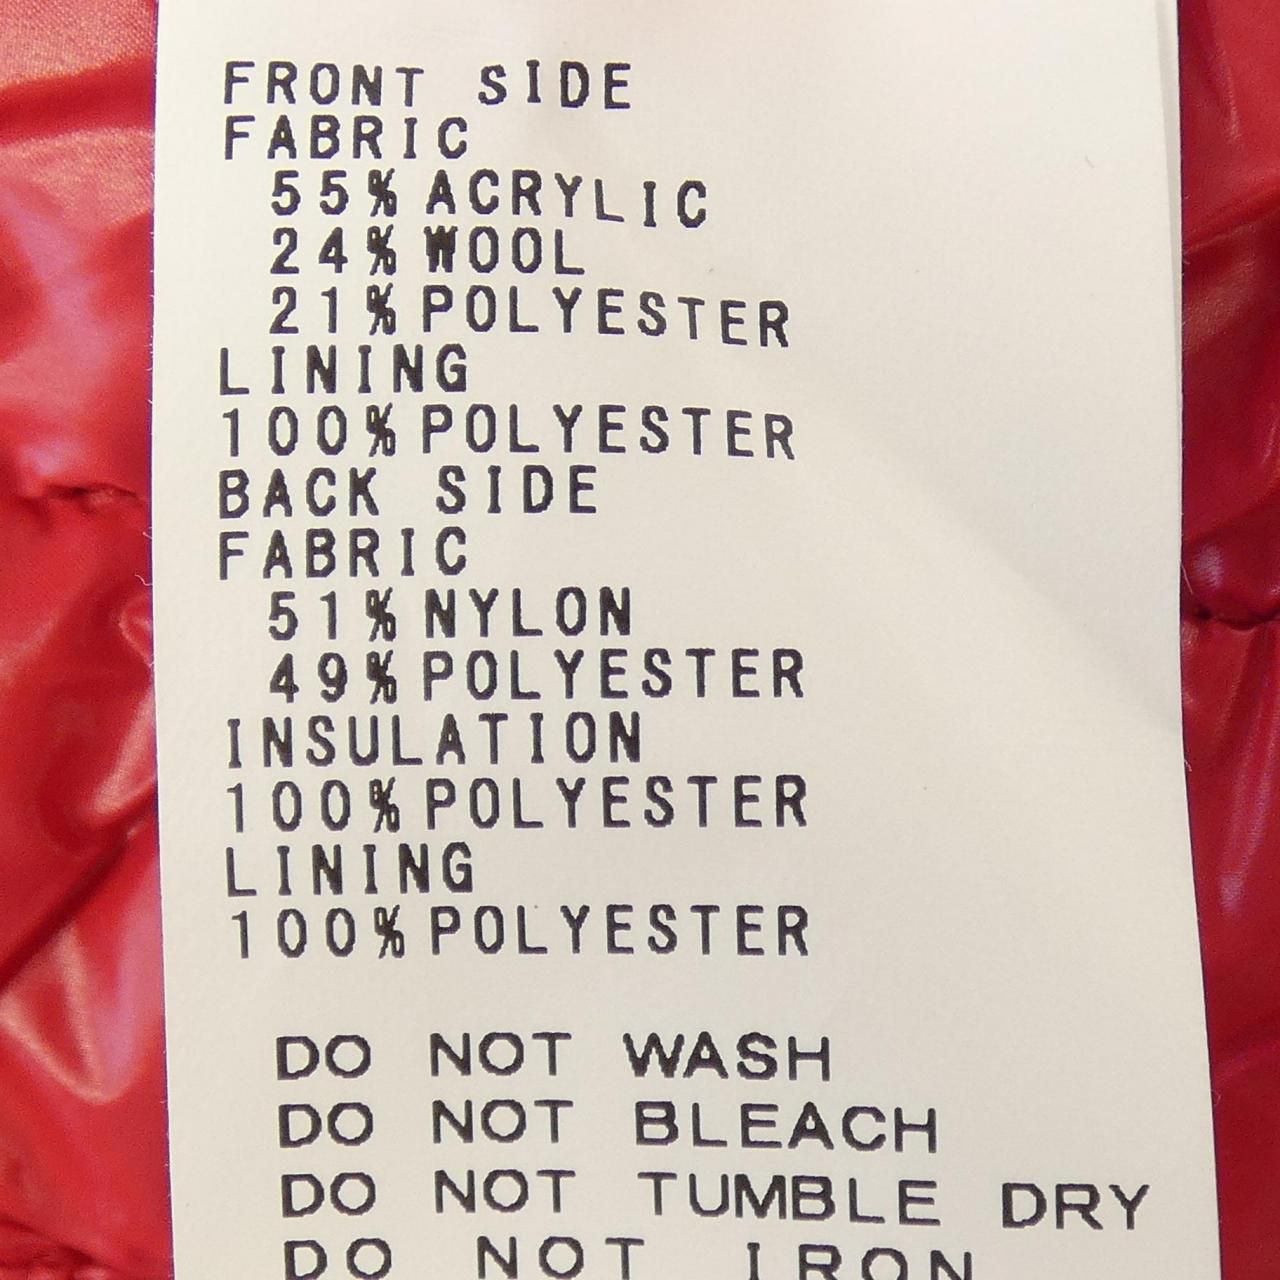 FRONT SIDE
FABRIC
55% ACRYLIC
24% WOOL
21% POLYESTER
LINING
100% POLYESTER
BACK SIDE
FABRIC
51% NYLON
49% POLYESTER
INSULATION
100% POLYESTER
LINING
100% POLYESTER
DO NOT WASH
DO NOT BLEACH
DO NOT TUMBLE DRY
DO NOT IRON